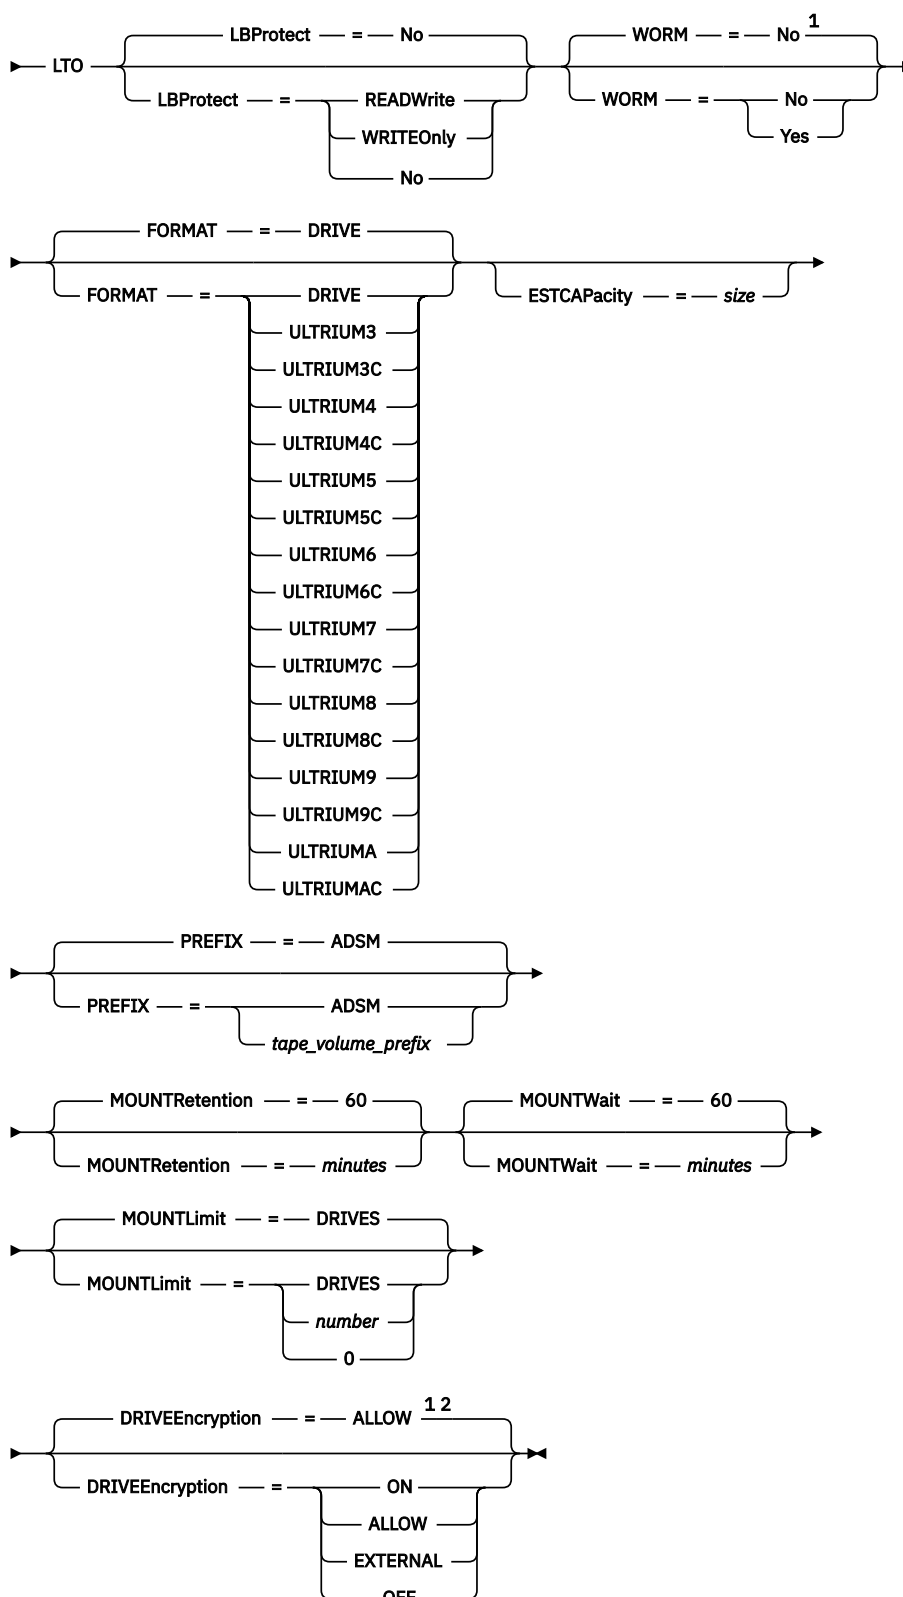 LBProtect = No WORM = No 1
LTO
LBProtect = READWrite WORM = No
WRITEOnly Yes
No
FORMAT = DRIVE
FORMAT = DRIVE ESTCAPacity = size
ULTRIUM3
ULTRIUM3C
ULTRIUM4
ULTRIUM4C
ULTRIUM5
ULTRIUM5C
ULTRIUM6
ULTRIUM6C
ULTRIUM7
ULTRIUM7C
ULTRIUM8
ULTRIUM8C
ULTRIUM9
ULTRIUM9C
ULTRIUMA
ULTRIUMAC
PREFIX = ADSM
PREFIX = ADSM
tape_volume_prefix
MOUNTRetention = 60 MOUNTWait = 60
MOUNTRetention = minutes MOUNTWait = minutes
MOUNTLimit = DRIVES
MOUNTLimit = DRIVES
number
0
DRIVEEncryption = ALLOW 1 2
DRIVEEncryption = ON
ALLOW
EXTERNAL